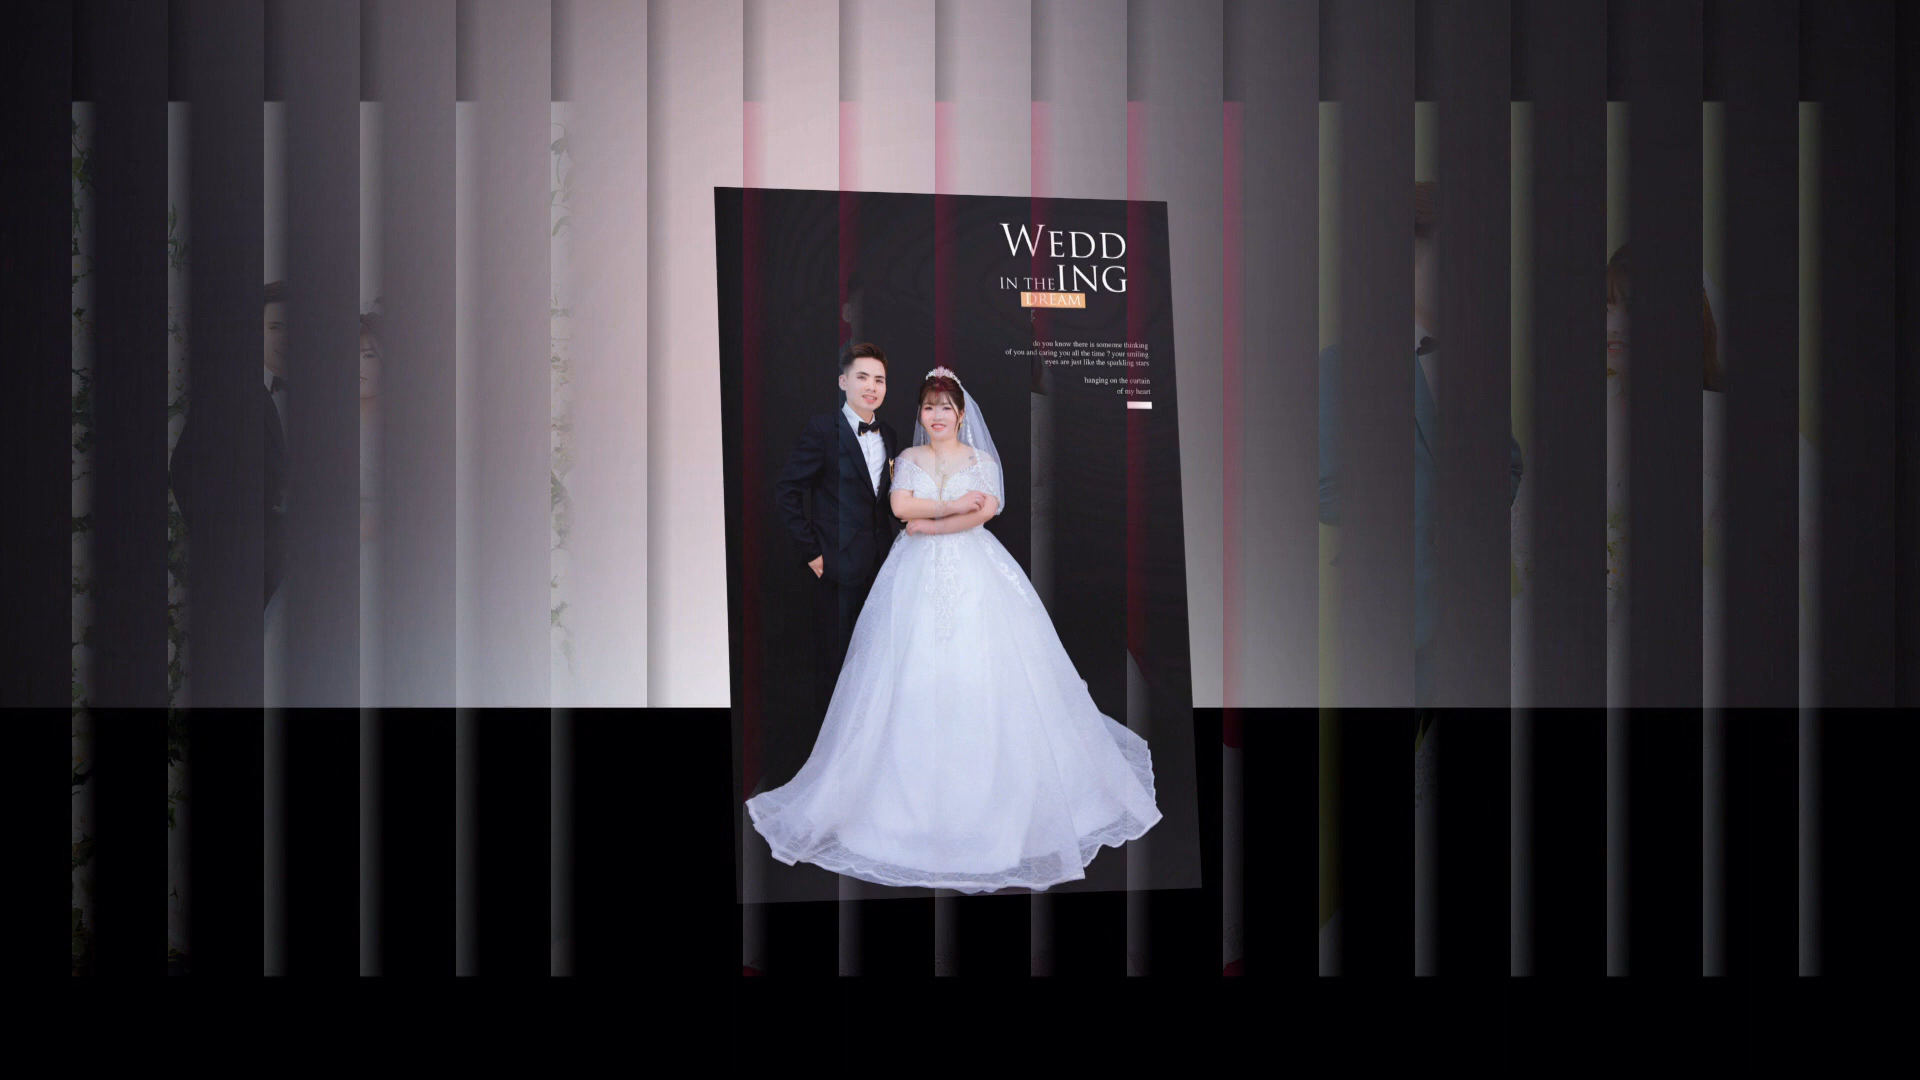 WEDD
IN THE ING
DREAM
do you know there is someone thinking
of you and caring you all the time ? your smiling
eyes are just like the sparkling stars
hanging on the curtain
of my heart